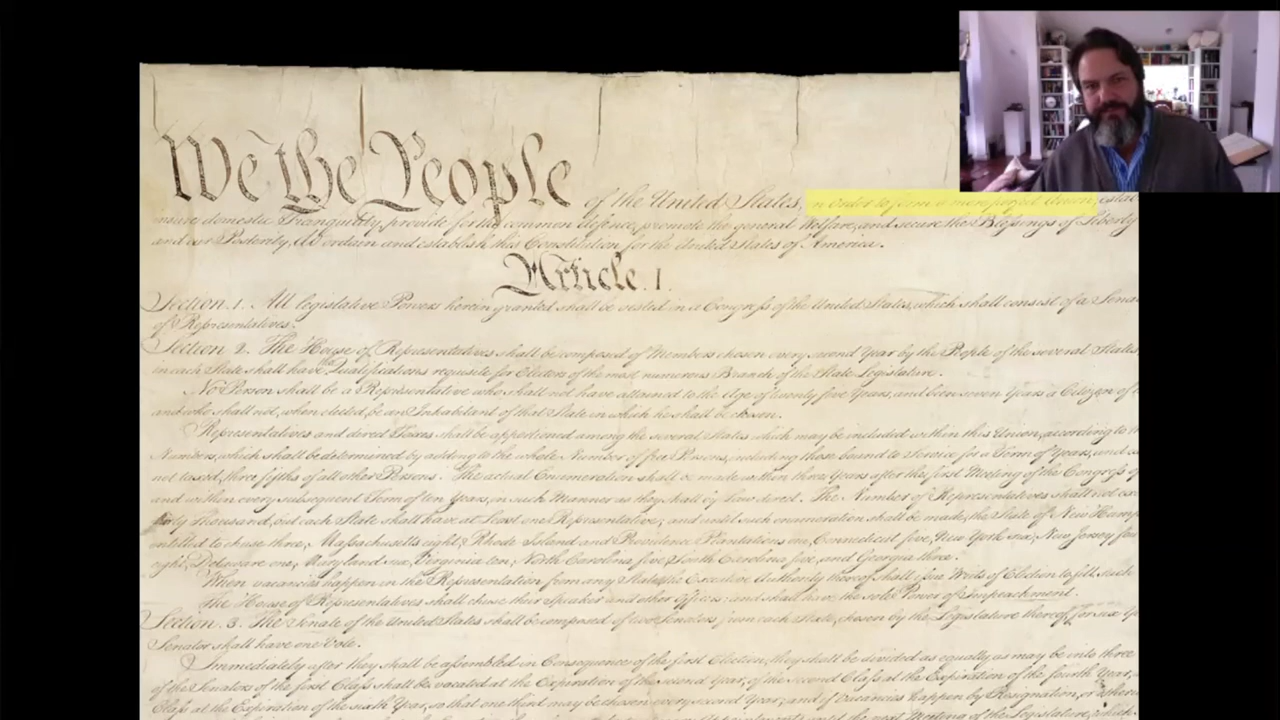 We the People of the United States, in order to form a more perfect Union, estab
insure domestic Tranquility, provide for the common defence, promote the general Welfare, and secure the Blessings of Liberty
and our Posterity, do ordain and establish this Constitution for the United States of America.
Article. I.
Section. 1. All legislative Powers herein granted shall be vested in a Congress of the United States, which shall consist of a Sena
of Representatives.
Section. 2. The House of Representatives shall be composed of Members chosen every second Year by the People of the several States,
in each State shall have the Qualifications requisite for Electors of the most numerous Branch of the State Legislature.
No Person shall be a Representative who shall not have attained to the Age of twenty five Years, and been seven Years a Citizen of
and who shall not, when elected, be an Inhabitant of that State in which he shall be chosen.
Representatives and direct Taxes shall be apportioned among the several States which may be included within this Union, according to
Numbers, which shall be determined by adding to the whole Number of free Persons, including those bound to Service for a Term of Years, and
not taxed, three fifths of all other Persons. The actual Enumeration shall be made within three Years after the first Meeting of the Congress of
and within every subsequent Term of ten Years, in such Manner as they shall by Law direct. The Number of Representatives shall not exc
thirty Thousand, but each State shall have at Least one Representative; and until such enumeration shall be made, the State of New Hamp
entitled to chuse three, Massachusetts eight, Rhode Island and Providence Plantations one, Connecticut five, New York six, New Jersey fou
eight, Delaware one, Maryland six, Virginia ten, North Carolina five, South Carolina five, and Georgia three.
When vacancies happen in the Representation from any State, the Executive Authority thereof shall issue Writs of Election to fill such
The House of Representatives shall chuse their Speaker and other Officers; and shall have the sole Power of Impeachment.
Section. 3. The Senate of the United States shall be composed of two Senators from each State, chosen by the Legislature thereof, for six
Senator shall have one Vote.
Immediately after they shall be assembled in Consequence of the first Election, they shall be divided as equally as may be into three
of the Senators of the first Class shall be vacated at the Expiration of the second Year, of the second Class at the Expiration of the fourth Year,
Class at the Expiration of the sixth Year, so that one third may be chosen every second Year; and if Vacancies happen by Resignation, or otherw